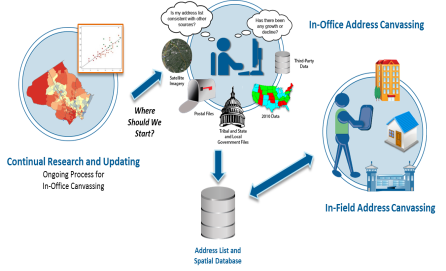 Is my address list
consistent with other
sources?
Has there been
any growth or
decline?
In-Office Address Canvassing
Third-Party
Data
Satellite
Imagery
Where
Should We
Start?
Postal Files
Tribal and State
and Local
Government Files
2010 Data
Continual Research and Updating
Ongoing Process for
In-Office Canvassing
In-Field Address Canvassing
Address List and
Spatial Database